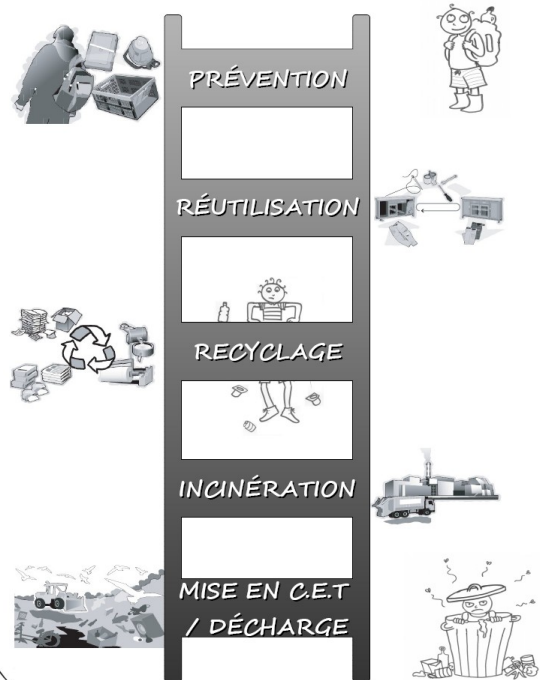 PRÉVENTION
RÉUTILISATION
RECYCLAGE
INCINÉRATION
MISE EN C.E.T
/ DÉCHARGE